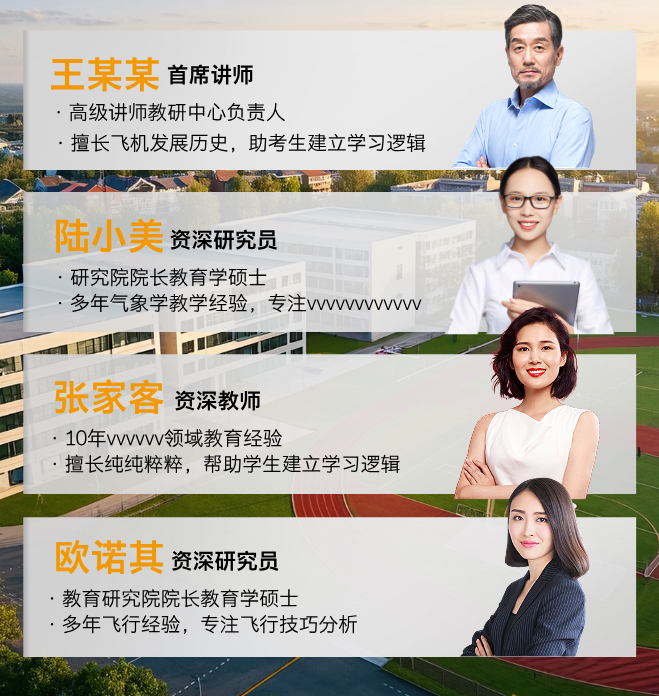 王某某 首席讲师
· 高级讲师教研中心负责人
· 擅长飞机发展历史，助考生建立学习逻辑
陆小美 资深研究员
· 研究院院长教育学硕士
· 多年气象学教学经验，专注vvvvvvvvvvvv
张家客 资深教师
· 10年vvvvvv领域教育经验
· 擅长纯纯粹粹，帮助学生建立学习逻辑
欧诺其 资深研究员
· 教育研究院院长教育学硕士
· 多年飞行经验，专注飞行技巧分析